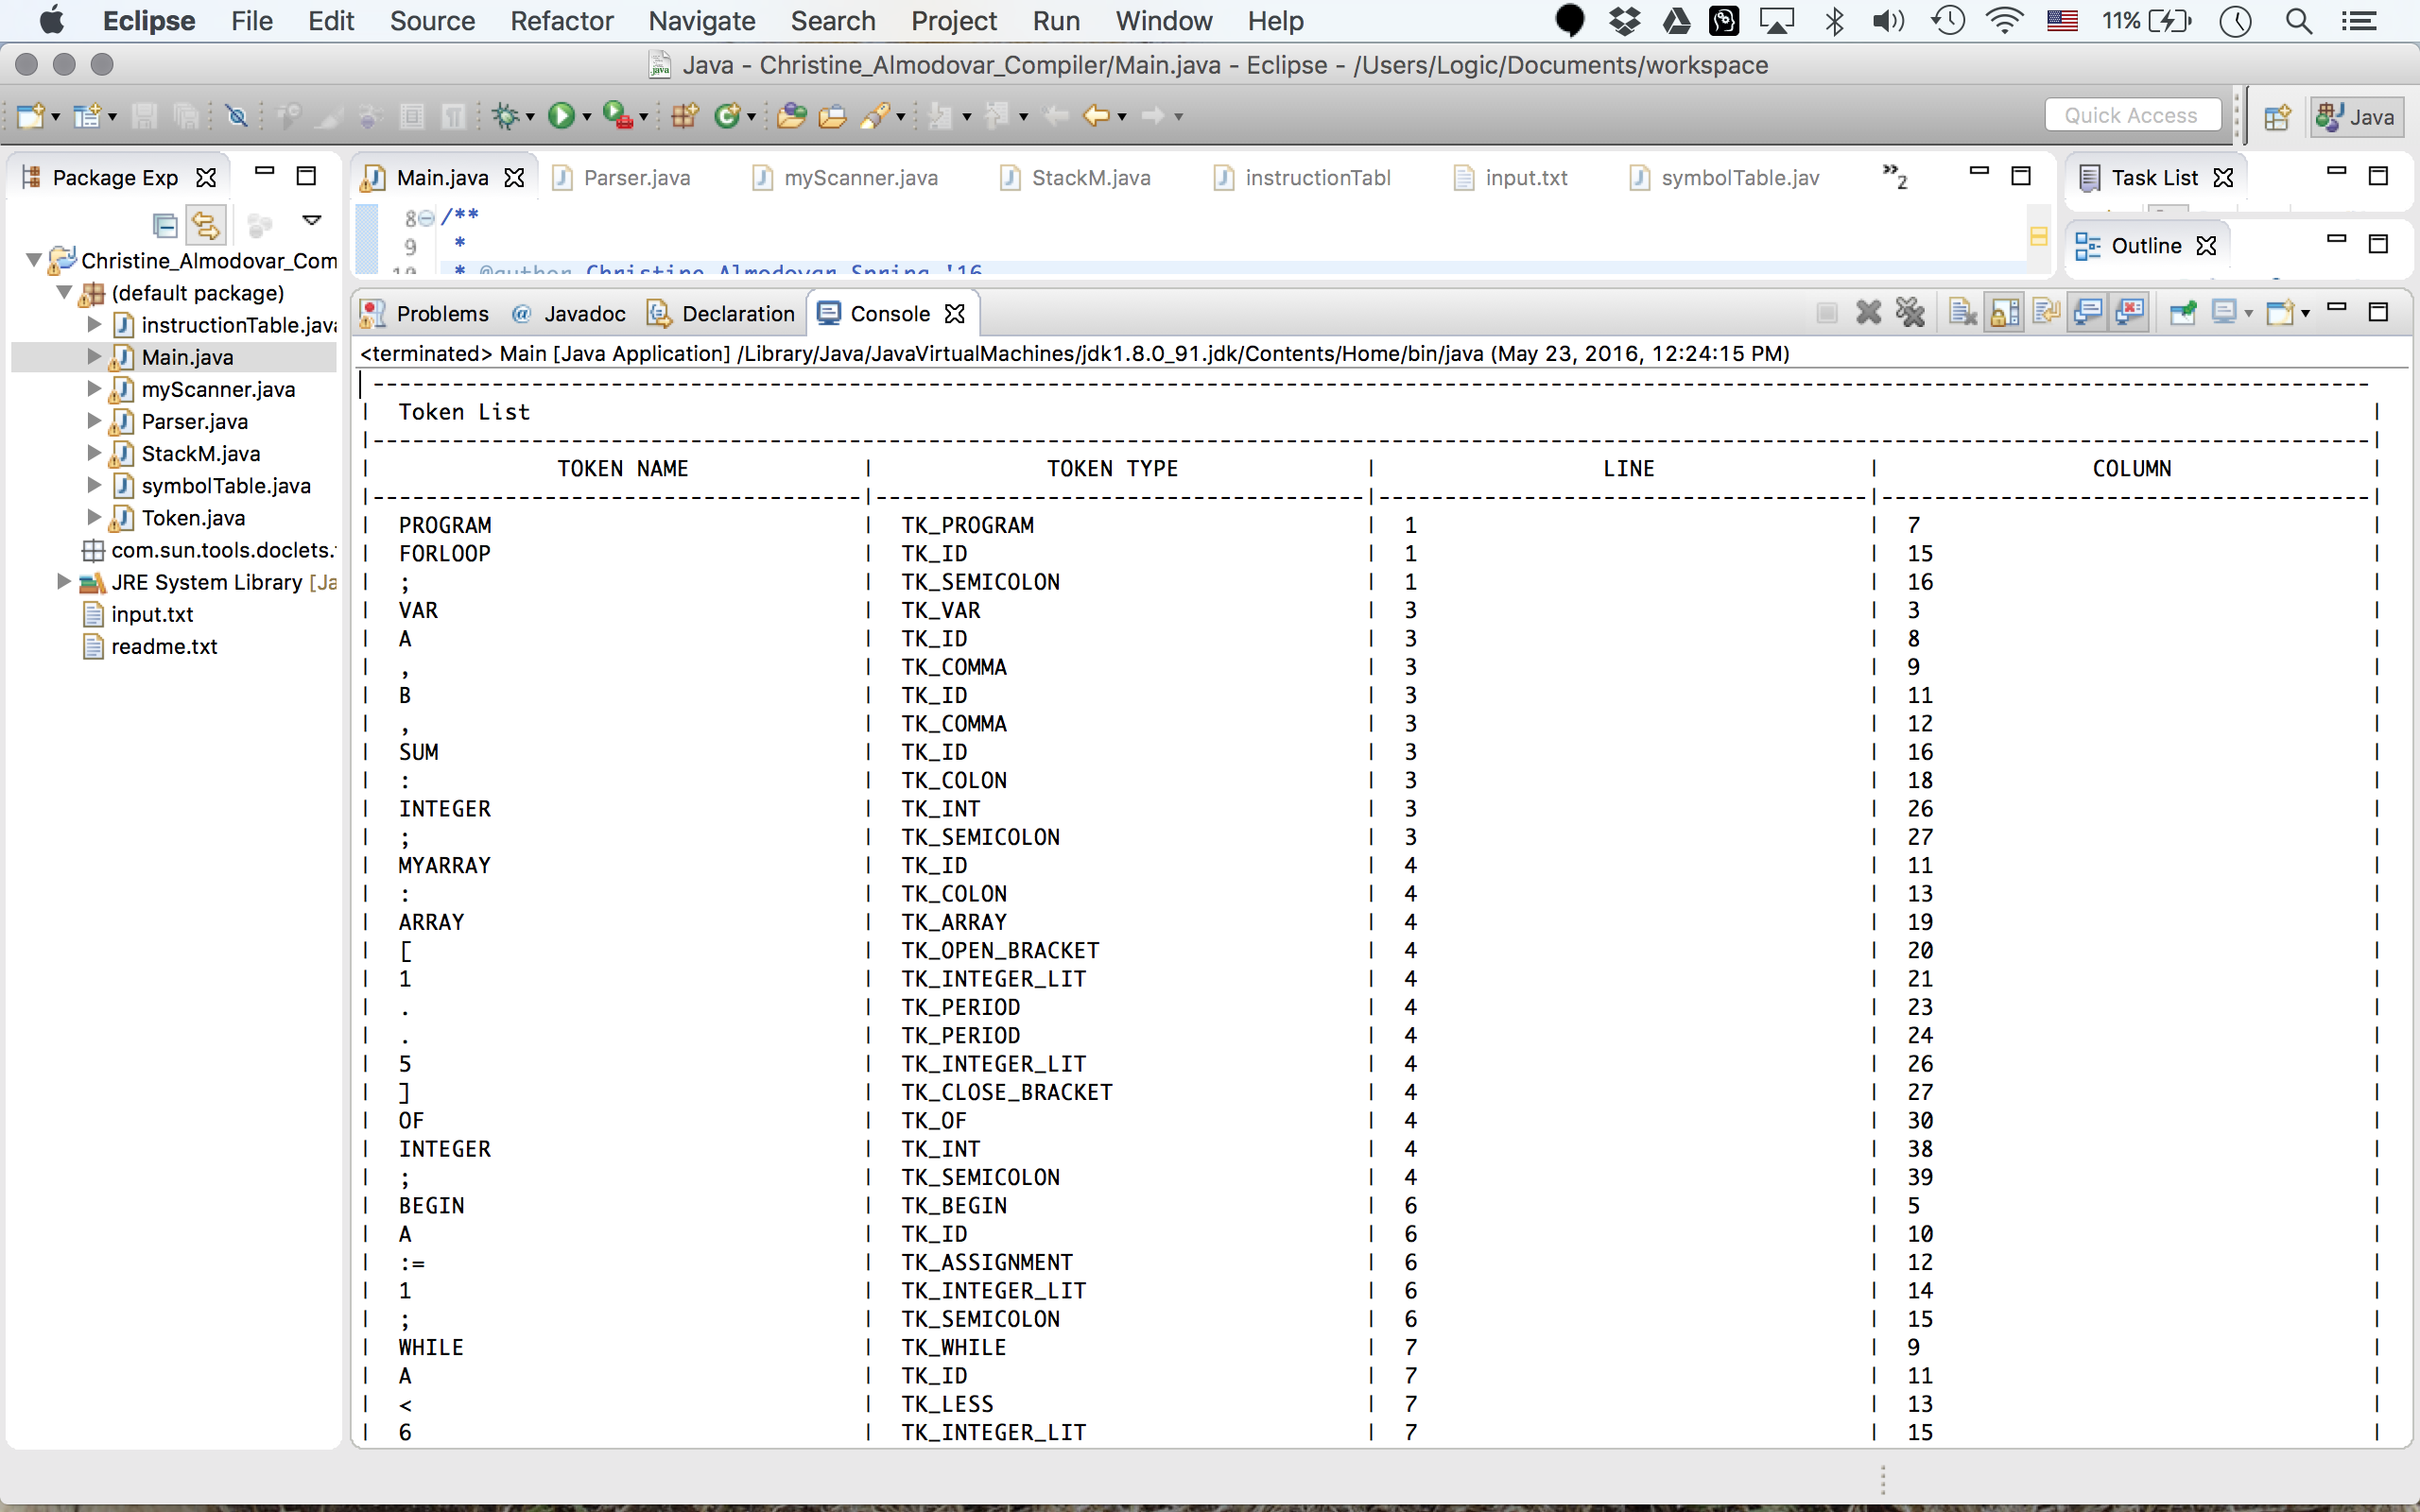 Eclipse File Edit Source Refactor Navigate Search Project Run Window Help 11%
Java - Christine_Almodovar_Compiler/Main.java - Eclipse - /Users/Logic/Documents/workspace
Quick Access Java
Package Exp
Christine_Almodovar_Com
(default package)
instructionTable.java
Main.java
myScanner.java
Parser.java
StackM.java
symbolTable.java
Token.java
com.sun.tools.doclets.
JRE System Library [Ja
input.txt
readme.txt
Main.java Parser.java myScanner.java StackM.java instructionTabl input.txt symbolTable.jav »2
8 /**
9 *
10 * @author Christine Almodovar Spring '16
Task List
Outline
Problems @ Javadoc Declaration Console
<terminated> Main [Java Application] /Library/Java/JavaVirtualMachines/jdk1.8.0_91.jdk/Contents/Home/bin/java (May 23, 2016, 12:24:15 PM)
| Token List |
| TOKEN NAME | TOKEN TYPE | LINE | COLUMN |
| PROGRAM | TK_PROGRAM | 1 | 7 |
| FORLOOP | TK_ID | 1 | 15 |
| ; | TK_SEMICOLON | 1 | 16 |
| VAR | TK_VAR | 3 | 3 |
| A | TK_ID | 3 | 8 |
| , | TK_COMMA | 3 | 9 |
| B | TK_ID | 3 | 11 |
| , | TK_COMMA | 3 | 12 |
| SUM | TK_ID | 3 | 16 |
| : | TK_COLON | 3 | 18 |
| INTEGER | TK_INT | 3 | 26 |
| ; | TK_SEMICOLON | 3 | 27 |
| MYARRAY | TK_ID | 4 | 11 |
| : | TK_COLON | 4 | 13 |
| ARRAY | TK_ARRAY | 4 | 19 |
| [ | TK_OPEN_BRACKET | 4 | 20 |
| 1 | TK_INTEGER_LIT | 4 | 21 |
| . | TK_PERIOD | 4 | 23 |
| . | TK_PERIOD | 4 | 24 |
| 5 | TK_INTEGER_LIT | 4 | 26 |
| ] | TK_CLOSE_BRACKET | 4 | 27 |
| OF | TK_OF | 4 | 30 |
| INTEGER | TK_INT | 4 | 38 |
| ; | TK_SEMICOLON | 4 | 39 |
| BEGIN | TK_BEGIN | 6 | 5 |
| A | TK_ID | 6 | 10 |
| := | TK_ASSIGNMENT | 6 | 12 |
| 1 | TK_INTEGER_LIT | 6 | 14 |
| ; | TK_SEMICOLON | 6 | 15 |
| WHILE | TK_WHILE | 7 | 9 |
| A | TK_ID | 7 | 11 |
| < | TK_LESS | 7 | 13 |
| 6 | TK_INTEGER_LIT | 7 | 15 |